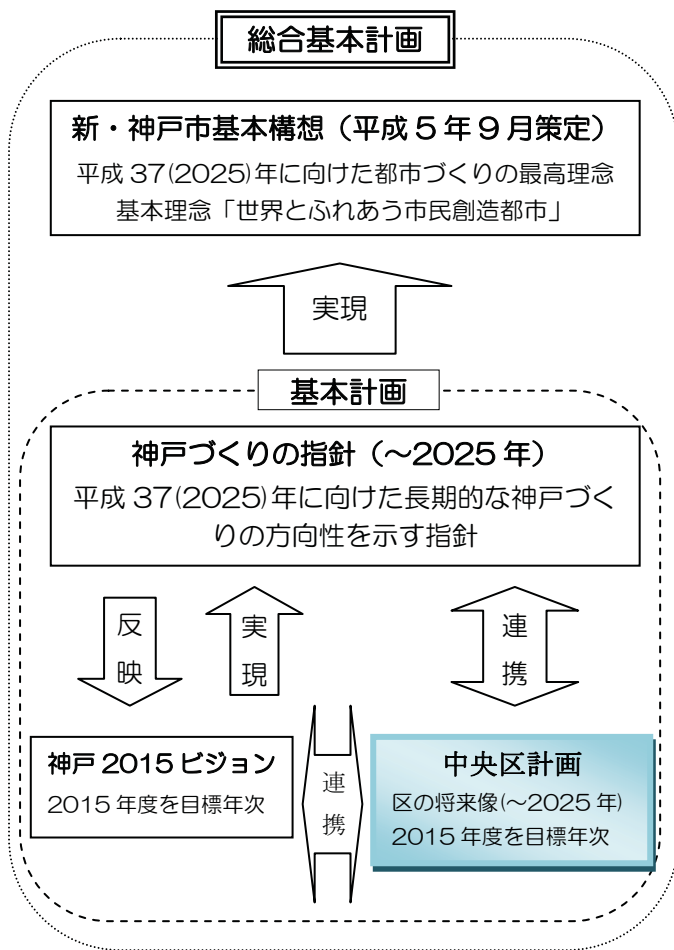 総合基本計画
新・神戸市基本構想（平成５年９月策定）
平成 37(2025)年に向けた都市づくりの最高理念
基本理念「世界とふれあう市民創造都市」
実現
基本計画
神戸づくりの指針（～2025 年）
平成 37(2025)年に向けた長期的な神戸づく
りの方向性を示す指針
反映
実現
連携
神戸 2015 ビジョン
2015 年度を目標年次
連携
中央区計画
区の将来像(～2025 年)
2015 年度を目標年次